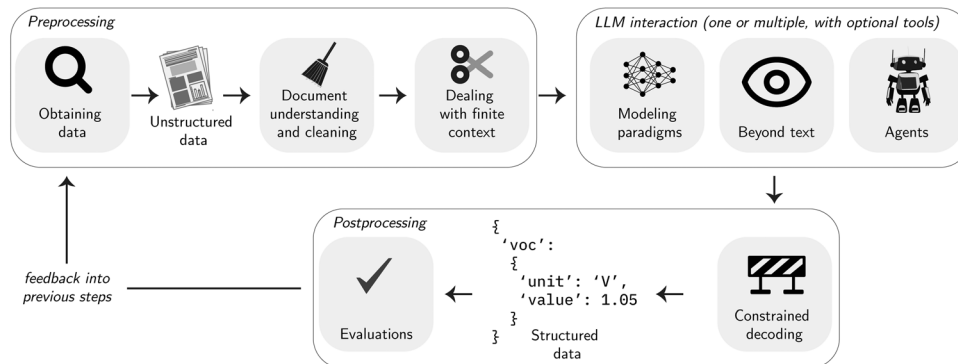 Preprocessing
Obtaining
data
Unstructured
data
Document
understanding
and cleaning
Dealing
with finite
context
LLM interaction (one or multiple, with optional tools)
Modeling
paradigms
Beyond text
Agents
Postprocessing
Constrained
decoding
{
‘voc’:
{
‘unit’: ‘V’,
‘value’: 1.05
}
}
Structured
data
Evaluations
feedback into
previous steps